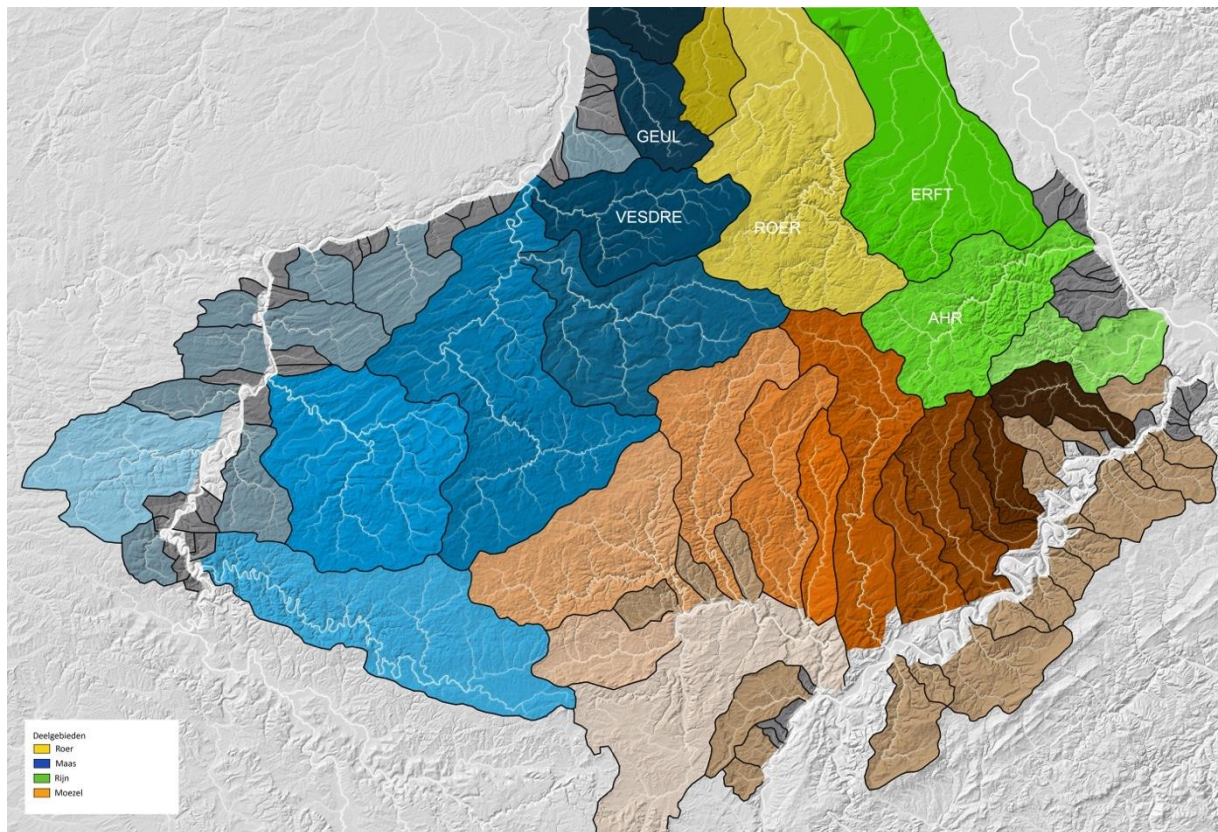 GEUL
VESDRE
ROER
ERFT
AHR
Deelgebieden
Roer
Maas
Rijn
Moezel